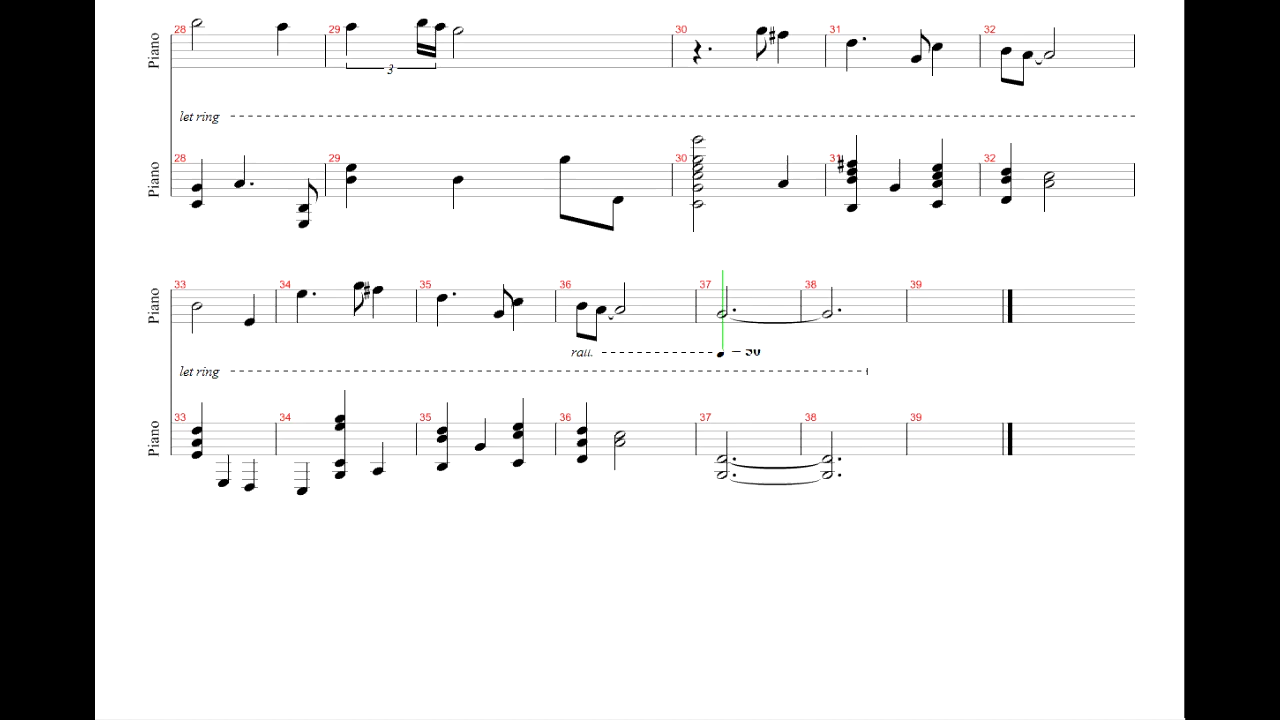 Piano 28 29 30 31 32
3
let ring
Piano 28 29 30 31 32
Piano 33 34 35 36 37 38 39
rall.
let ring
Piano 33 34 35 36 37 38 39